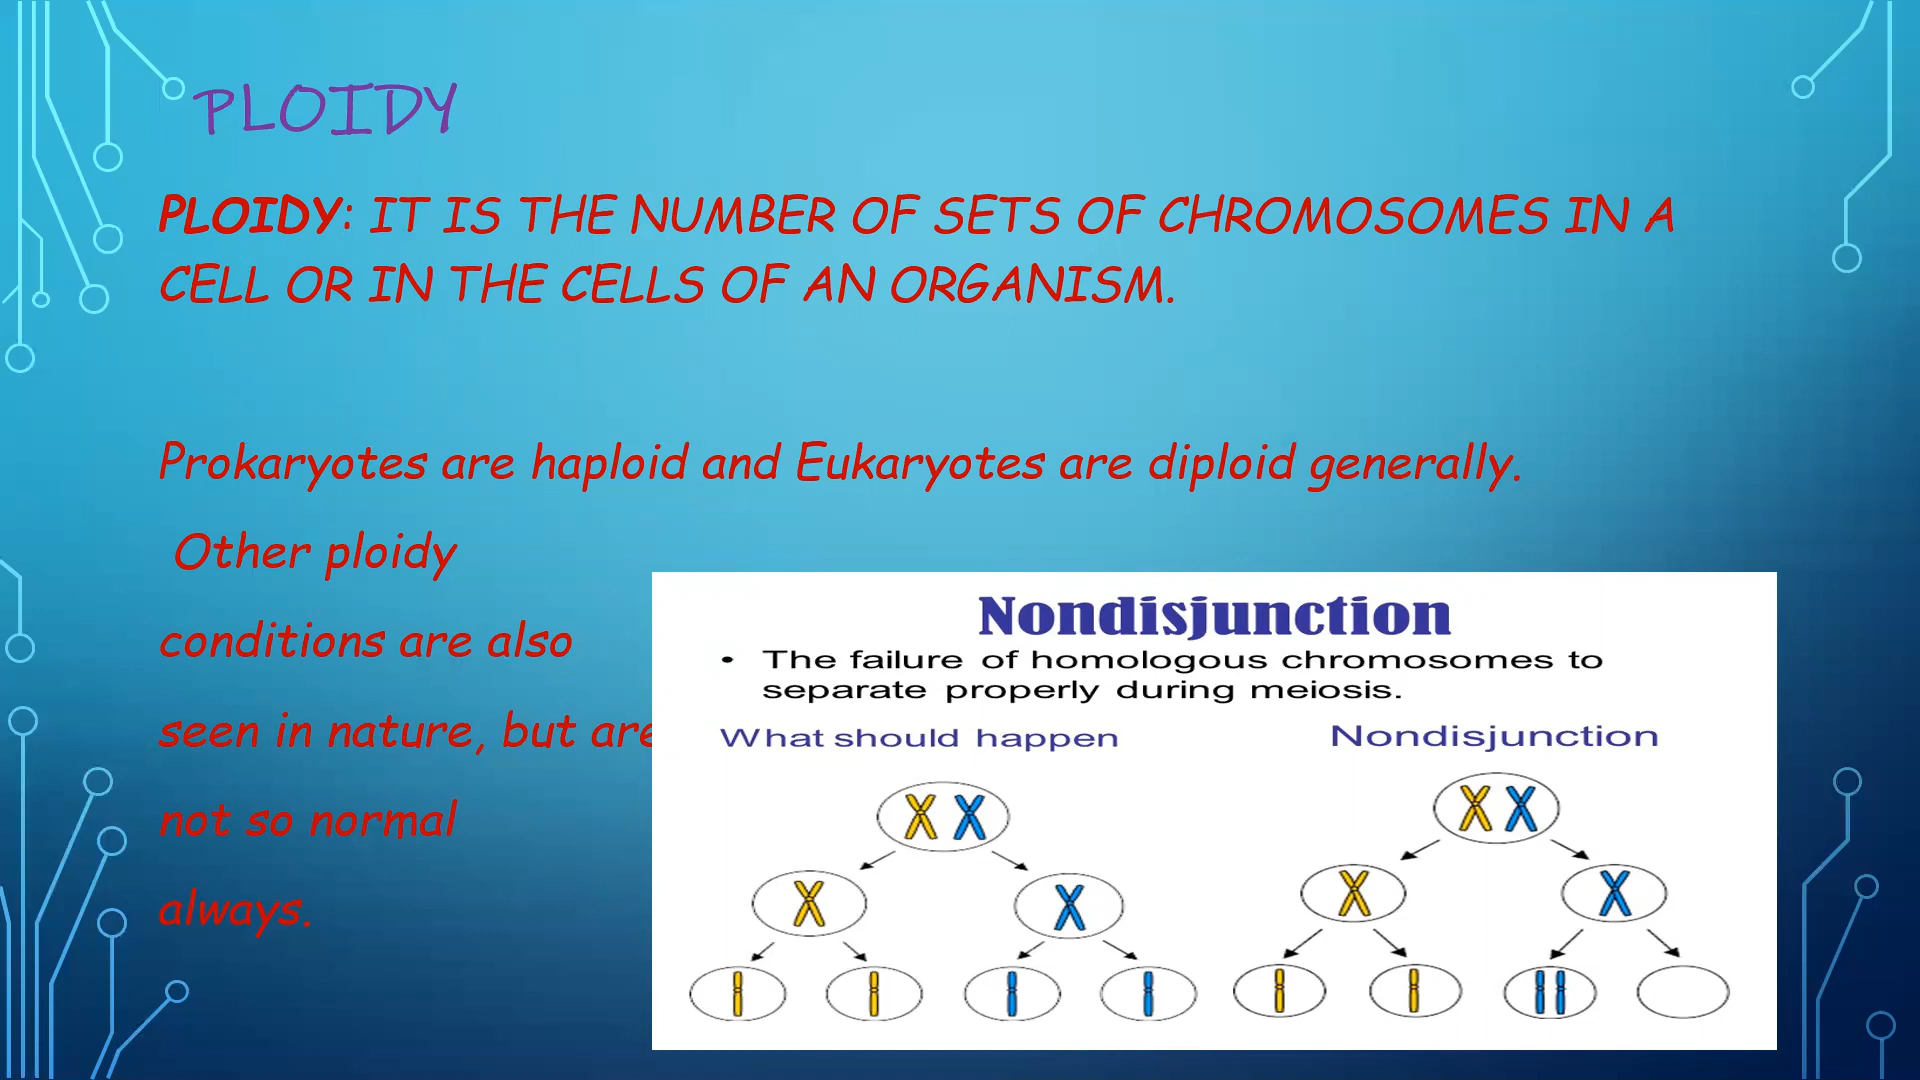 PLOIDY
PLOIDY: IT IS THE NUMBER OF SETS OF CHROMOSOMES IN A
CELL OR IN THE CELLS OF AN ORGANISM.
Prokaryotes are haploid and Eukaryotes are diploid generally.
Other ploidy
conditions are also
seen in nature, but are
not so normal
always.
Nondisjunction
• The failure of homologous chromosomes to
separate properly during meiosis.
What should happen
Nondisjunction